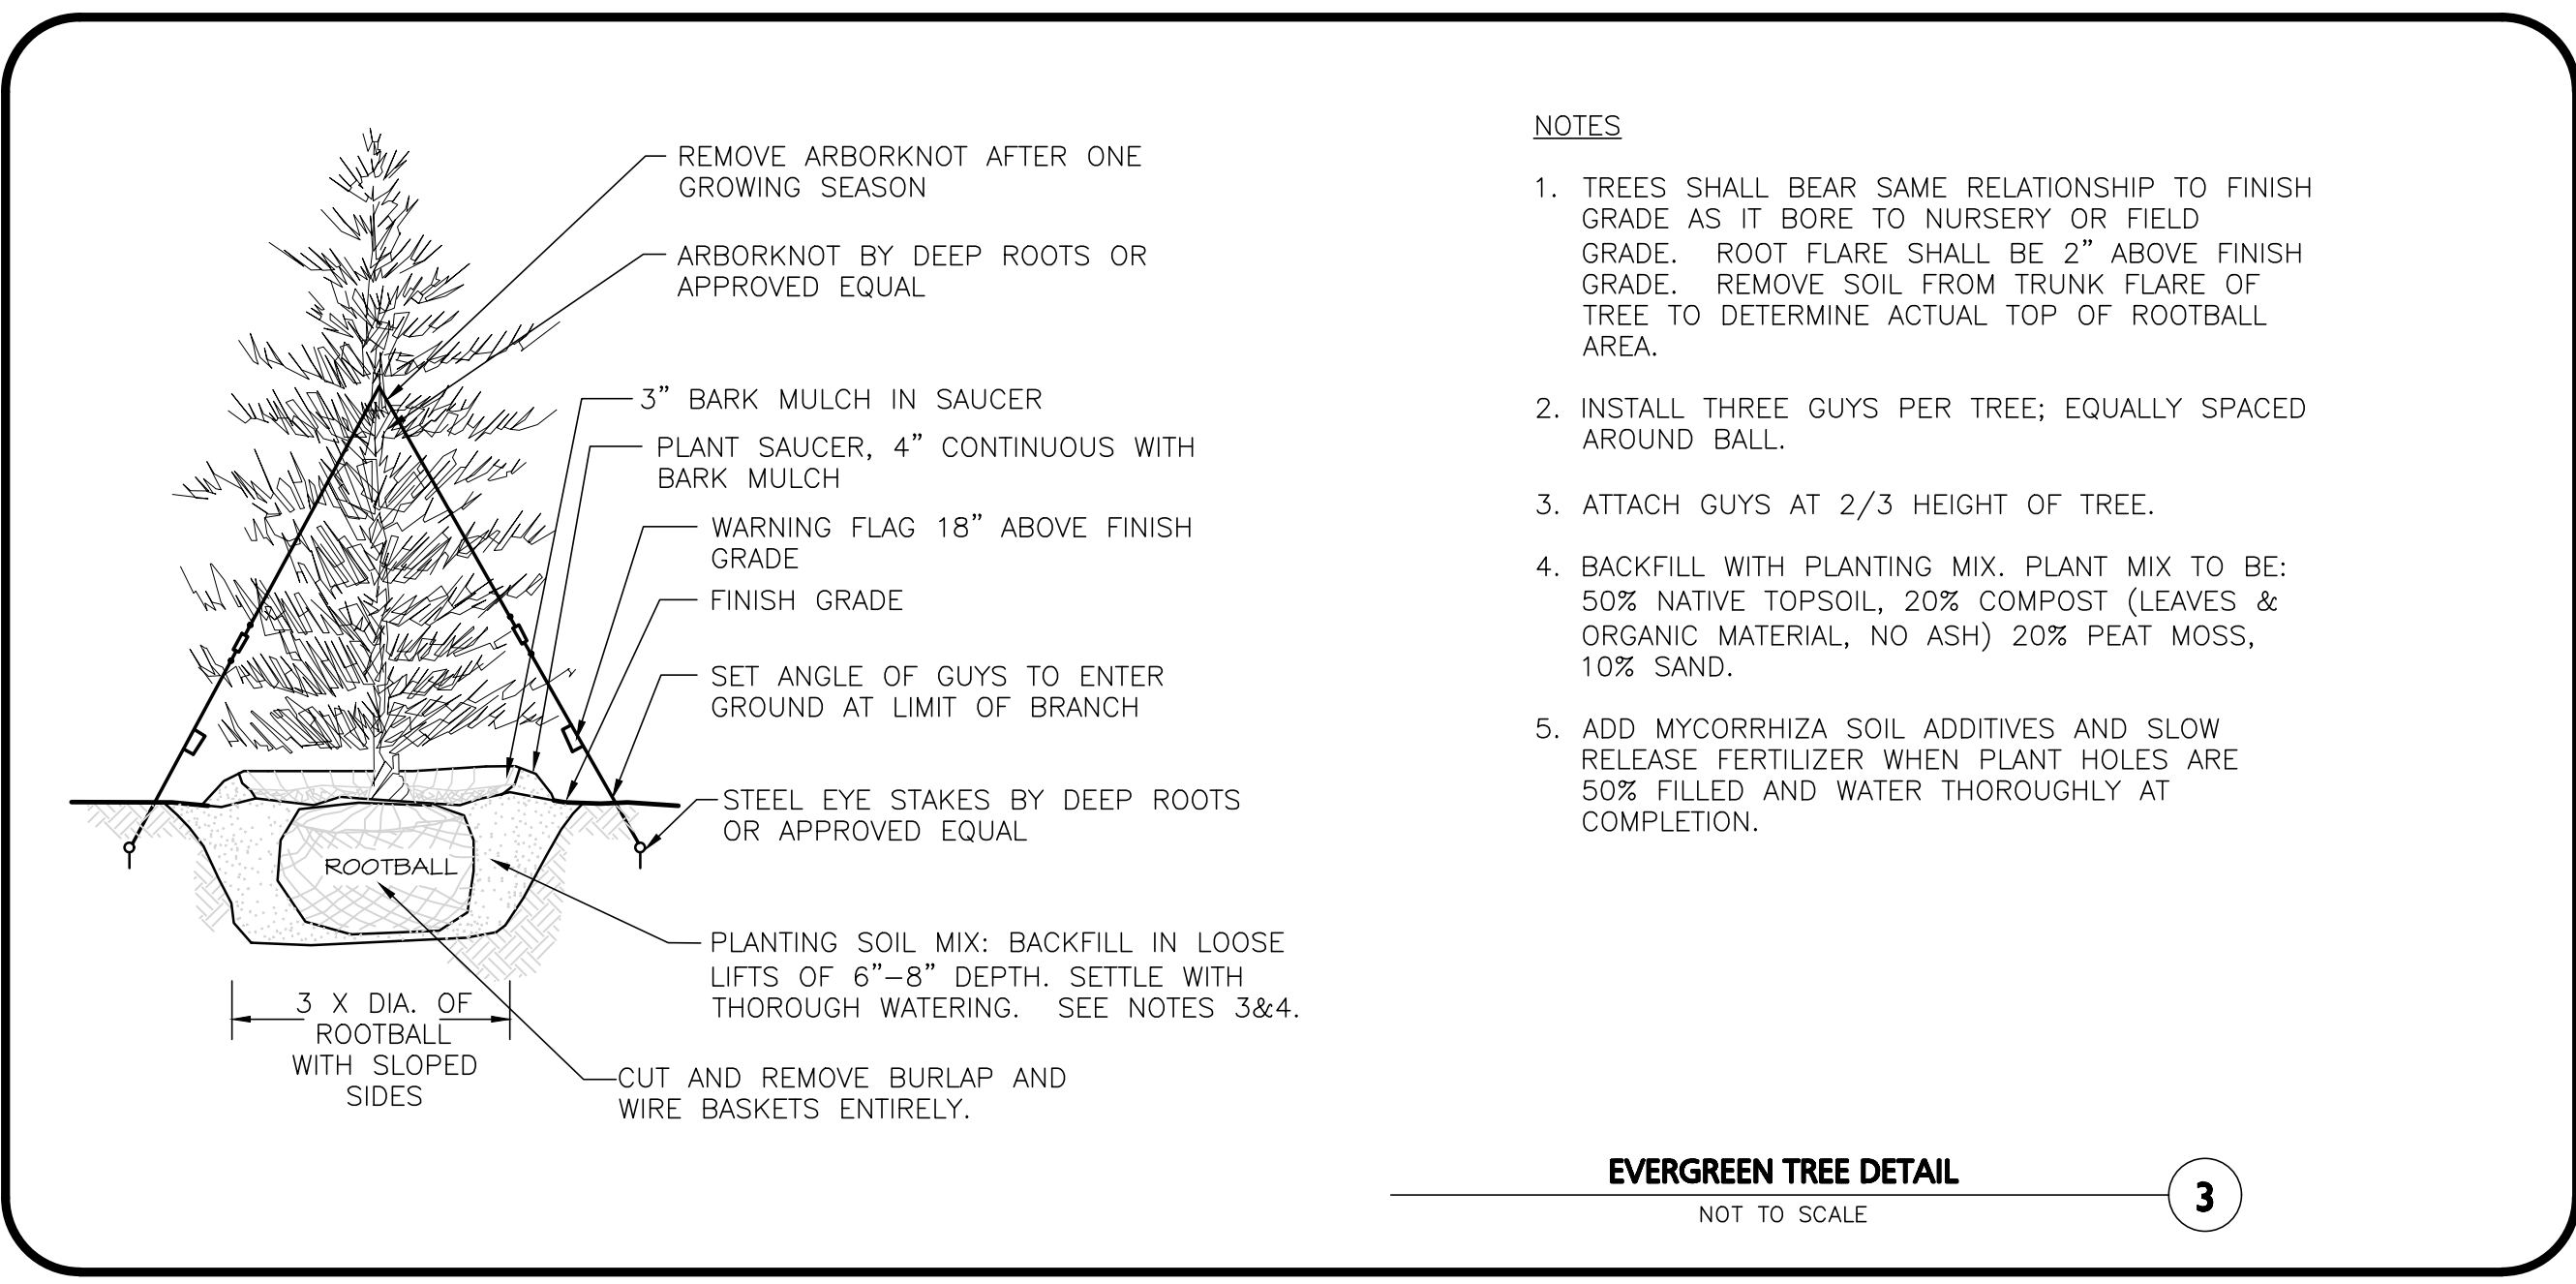 REMOVE ARBORKNOT AFTER ONE
GROWING SEASON
ARBORKNOT BY DEEP ROOTS OR
APPROVED EQUAL
3" BARK MULCH IN SAUCER
PLANT SAUCER, 4" CONTINUOUS WITH
BARK MULCH
WARNING FLAG 18" ABOVE FINISH
GRADE
FINISH GRADE
SET ANGLE OF GUYS TO ENTER
GROUND AT LIMIT OF BRANCH
STEEL EYE STAKES BY DEEP ROOTS
OR APPROVED EQUAL
ROOTBALL
PLANTING SOIL MIX: BACKFILL IN LOOSE
LIFTS OF 6"-8" DEPTH. SETTLE WITH
THOROUGH WATERING. SEE NOTES 3&4.
3 X DIA. OF
ROOTBALL
WITH SLOPED
SIDES
CUT AND REMOVE BURLAP AND
WIRE BASKETS ENTIRELY.
NOTES
1. TREES SHALL BEAR SAME RELATIONSHIP TO FINISH
GRADE AS IT BORE TO NURSERY OR FIELD
GRADE. ROOT FLARE SHALL BE 2" ABOVE FINISH
GRADE. REMOVE SOIL FROM TRUNK FLARE OF
TREE TO DETERMINE ACTUAL TOP OF ROOTBALL
AREA.
2. INSTALL THREE GUYS PER TREE; EQUALLY SPACED
AROUND BALL.
3. ATTACH GUYS AT 2/3 HEIGHT OF TREE.
4. BACKFILL WITH PLANTING MIX. PLANT MIX TO BE:
50% NATIVE TOPSOIL, 20% COMPOST (LEAVES &
ORGANIC MATERIAL, NO ASH) 20% PEAT MOSS,
10% SAND.
5. ADD MYCORRHIZA SOIL ADDITIVES AND SLOW
RELEASE FERTILIZER WHEN PLANT HOLES ARE
50% FILLED AND WATER THOROUGHLY AT
COMPLETION.
EVERGREEN TREE DETAIL
3
NOT TO SCALE